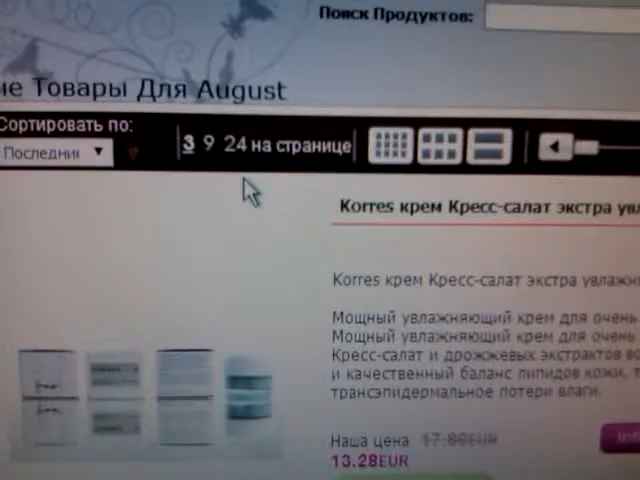 Поиск Продуктов:
ые Товары Для August
Сортировать по:
3 9 24 на странице
Последни
Korres крем Кресс-салат экстра ув
Korres крем Кресс-салат экстра увлажн
Мощный увлажняющий крем для очень
Мощный увлажняющий крем для очень
Кресс-салат и дрожжевых экстрактов во
и качественный баланс липидов кожи, т
трансэпидермальное потери влаги.
Наша цена 17.80EUR
13.28EUR